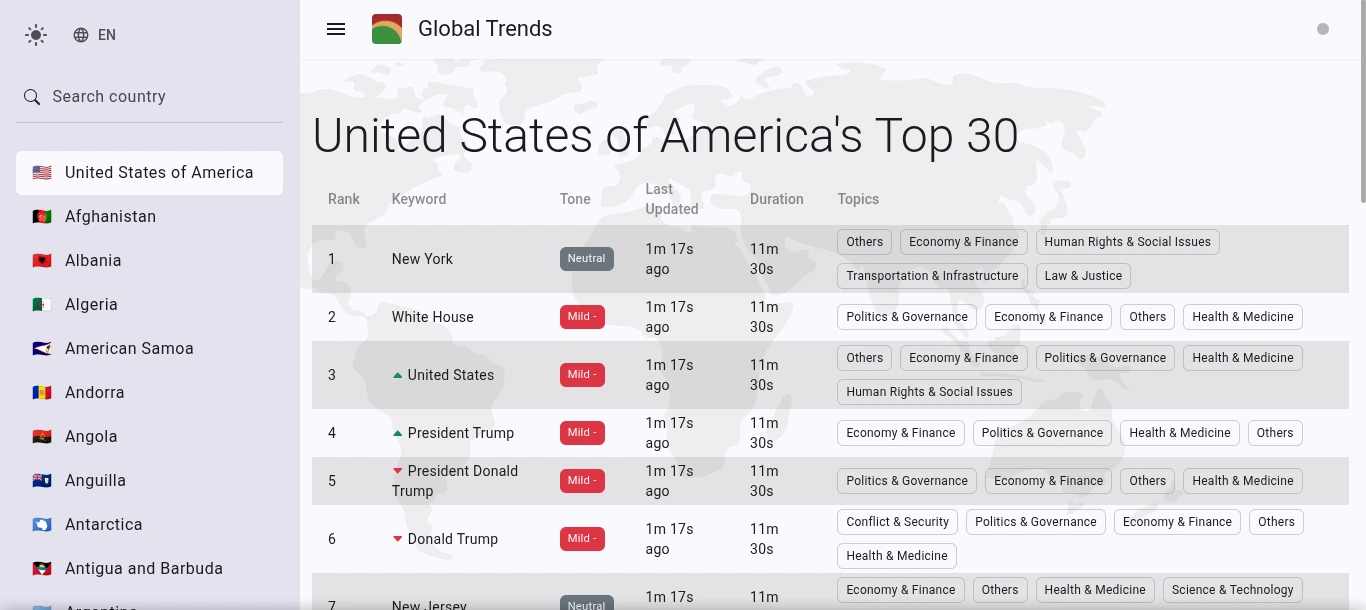 EN
Search country
United States of America
Afghanistan
Albania
Algeria
American Samoa
Andorra
Angola
Anguilla
Antarctica
Antigua and Barbuda
Argentina
Global Trends
United States of America's Top 30
Rank Keyword Tone Last Updated Duration Topics
1 New York Neutral 1m 17s ago 11m 30s Others Economy & Finance Human Rights & Social Issues
Transportation & Infrastructure Law & Justice
2 White House Mild - 1m 17s ago 11m 30s Politics & Governance Economy & Finance Others Health & Medicine
3 United States Mild - 1m 17s ago 11m 30s Others Economy & Finance Politics & Governance Health & Medicine
Human Rights & Social Issues
4 President Trump Mild - 1m 17s ago 11m 30s Economy & Finance Politics & Governance Health & Medicine Others
5 President Donald Trump Mild - 1m 17s ago 11m 30s Politics & Governance Economy & Finance Others Health & Medicine
6 Donald Trump Mild - 1m 17s ago 11m 30s Conflict & Security Politics & Governance Economy & Finance Others
Health & Medicine
7 New Jersey Neutral 1m 17s 11m Economy & Finance Others Health & Medicine Science & Technology